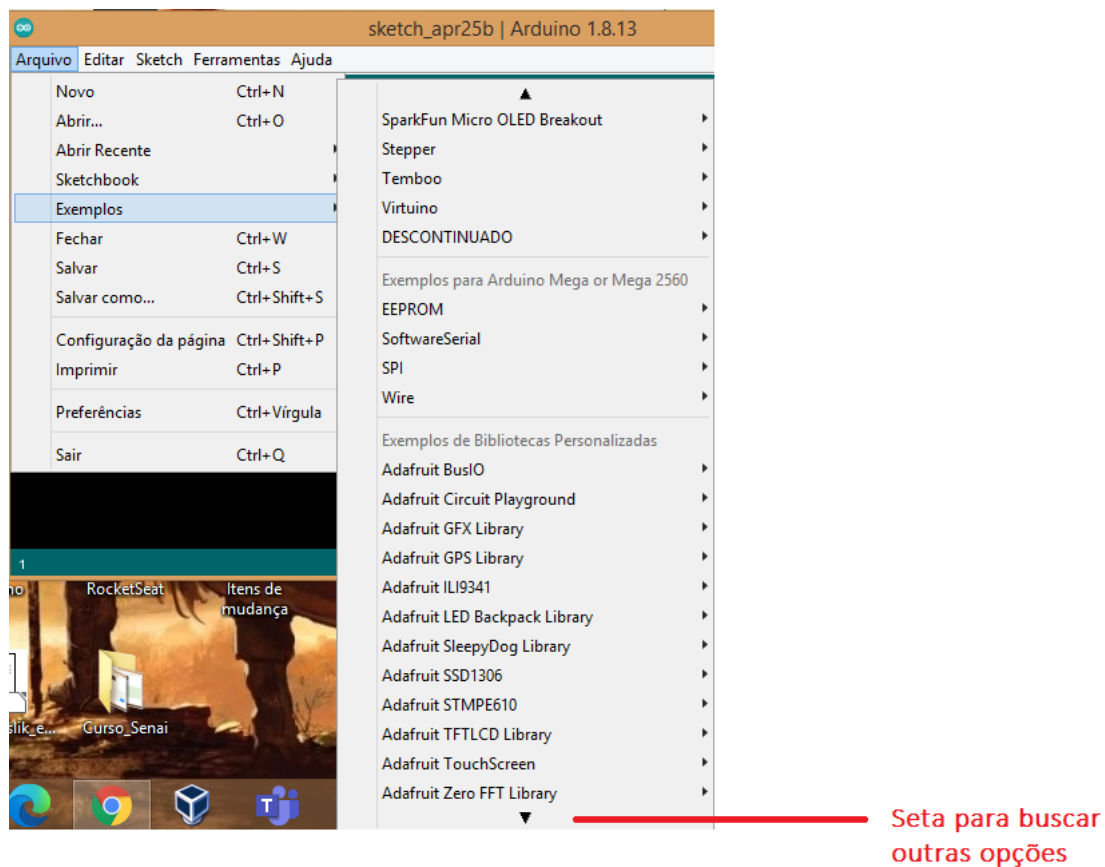 sketch_apr25b | Arduino 1.8.13
Arquivo Editar Sketch Ferramentas Ajuda
Novo Ctrl+N
Abrir... Ctrl+O
Abrir Recente
Sketchbook
Exemplos
Fechar Ctrl+W
Salvar Ctrl+S
Salvar como... Ctrl+Shift+S
Configuração da página Ctrl+Shift+P
Imprimir Ctrl+P
Preferências Ctrl+Vírgula
Sair Ctrl+Q
SparkFun Micro OLED Breakout
Stepper
Temboo
Virtuino
DESCONTINUADO
Exemplos para Arduino Mega or Mega 2560
EEPROM
SoftwareSerial
SPI
Wire
Exemplos de Bibliotecas Personalizadas
Adafruit BusIO
Adafruit Circuit Playground
Adafruit GFX Library
Adafruit GPS Library
Adafruit ILI9341
Adafruit LED Backpack Library
Adafruit SleepyDog Library
Adafruit SSD1306
Adafruit STMPE610
Adafruit TFTLCD Library
Adafruit TouchScreen
Adafruit Zero FFT Library
1
RocketSeat
Itens de
mudança
Curso_Senai
Seta para buscar
outras opções